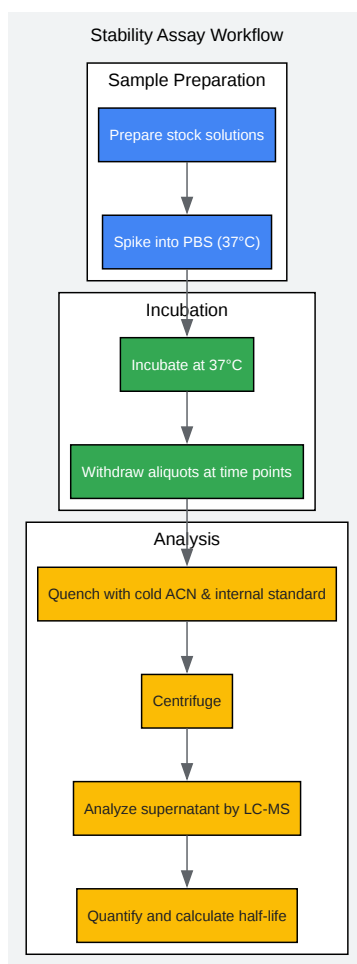 Stability Assay Workflow
Sample Preparation
Prepare stock solutions
Spike into PBS (37°C)
Incubation
Incubate at 37°C
Withdraw aliquots at time points
Analysis
Quench with cold ACN & internal standard
Centrifuge
Analyze supernatant by LC-MS
Quantify and calculate half-life